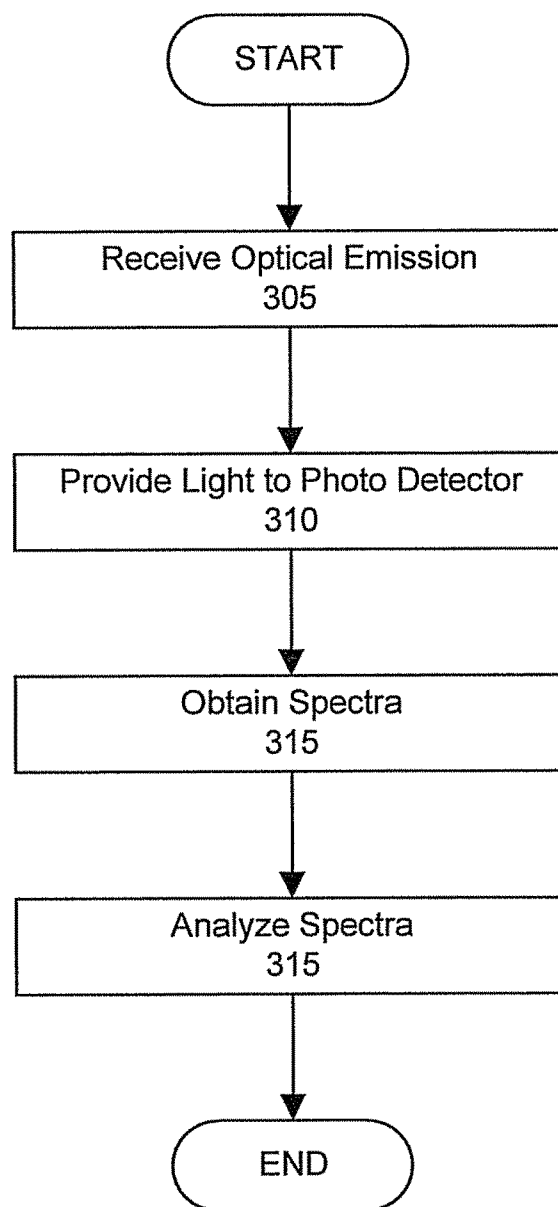 START
Receive Optical Emission
305
Provide Light to Photo Detector
310
Obtain Spectra
315
Analyze Spectra
315
END